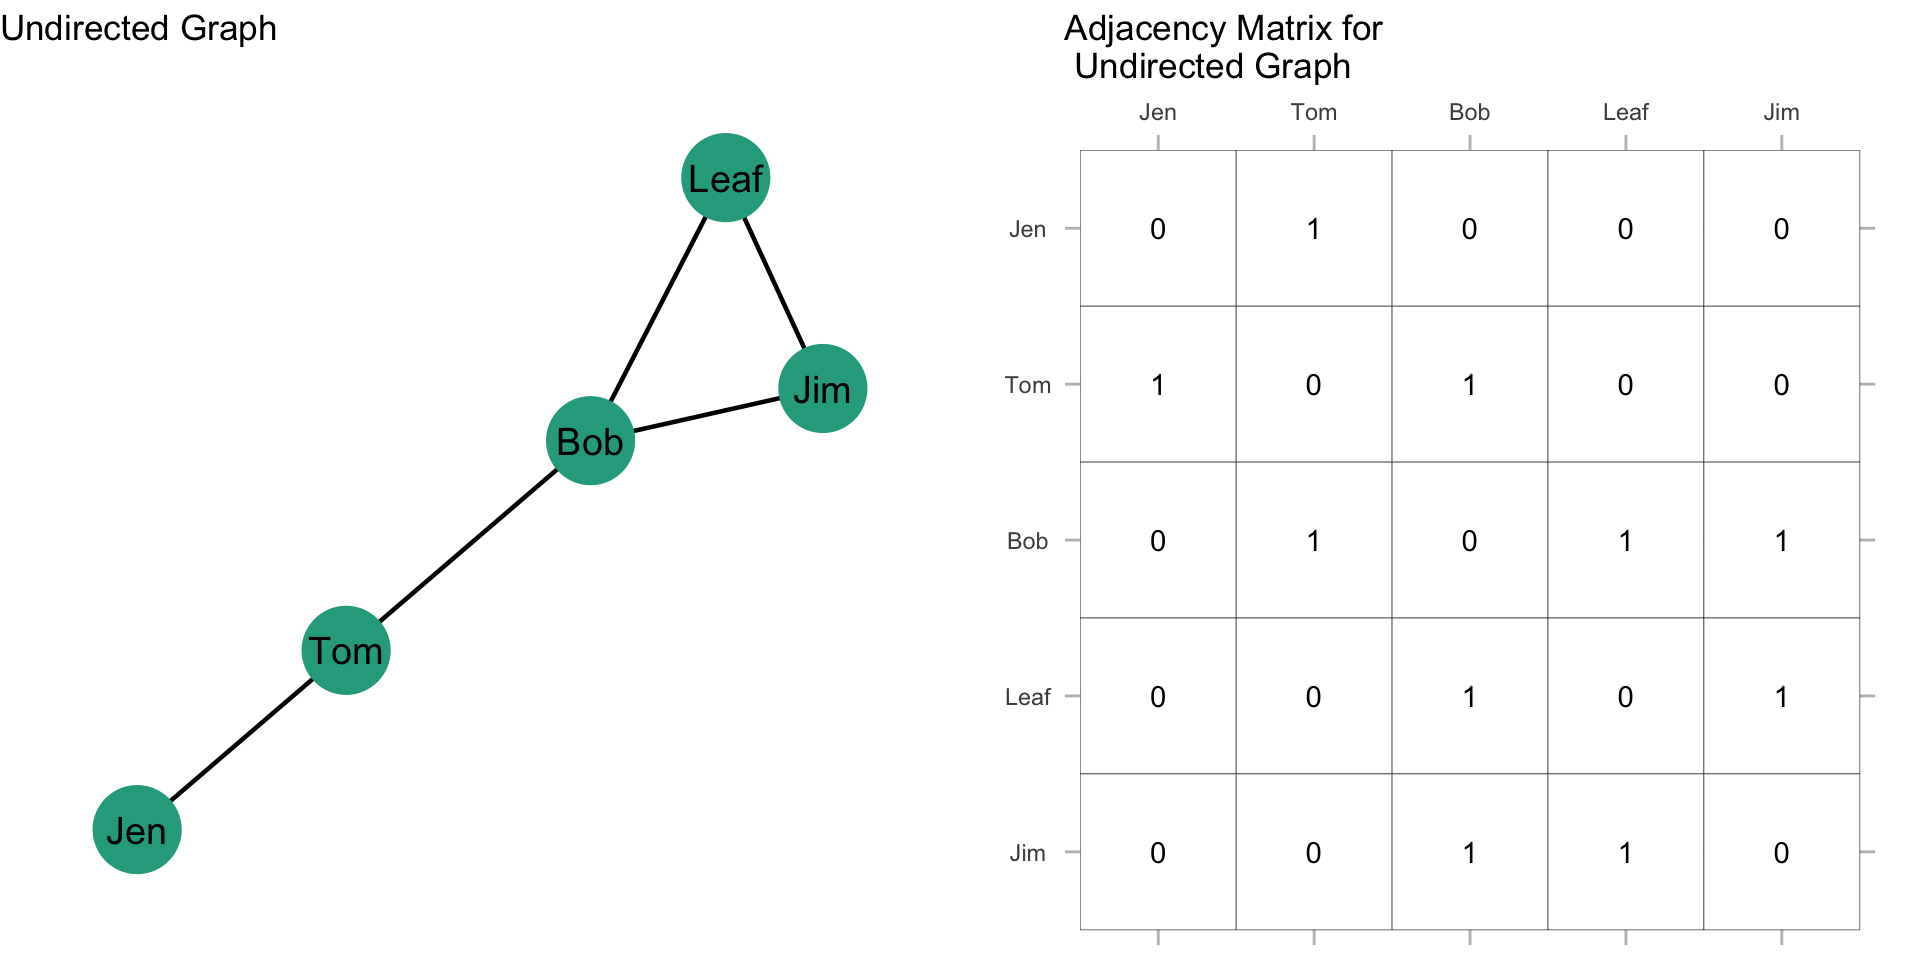 Undirected Graph
Leaf
Jim
Bob
Tom
Jen
Adjacency Matrix for
Undirected Graph
Jen Tom Bob Leaf Jim
Jen 0 1 0 0 0
Tom 1 0 1 0 0
Bob 0 1 0 1 1
Leaf 0 0 1 0 1
Jim 0 0 1 1 0